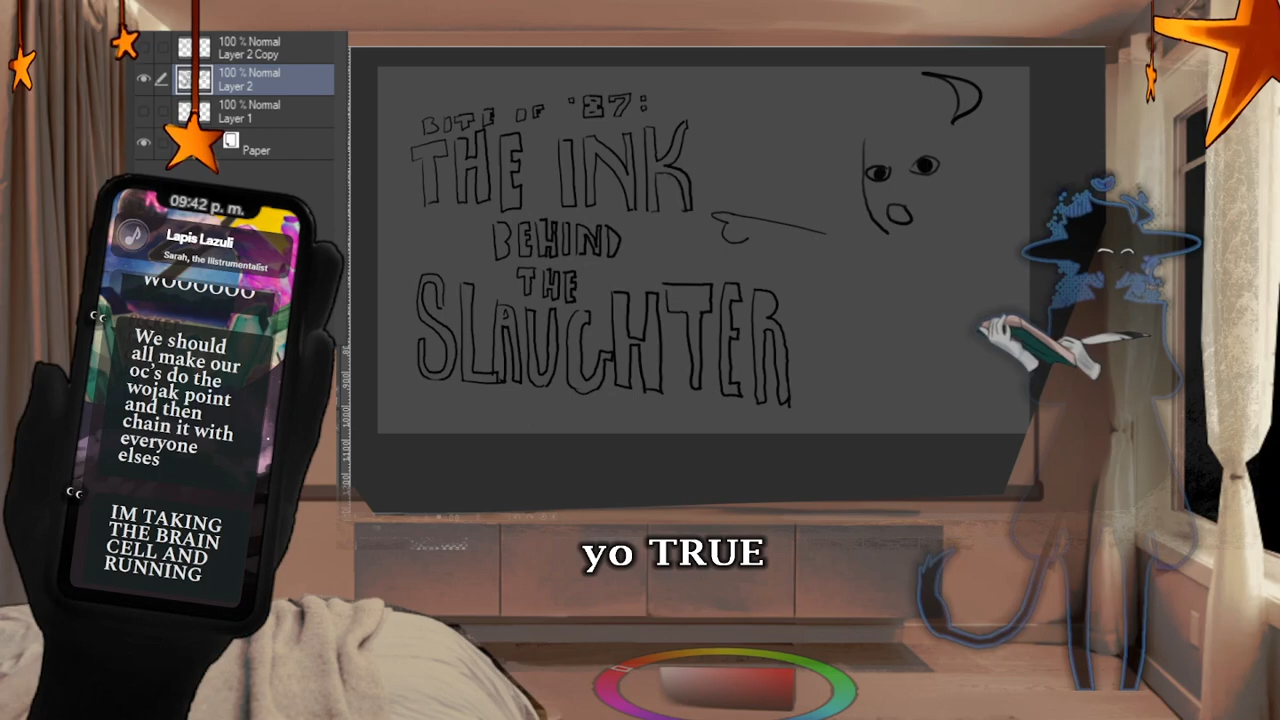 100 % Normal
Layer 2 Copy
100 % Normal
Layer 2
100 % Normal
Layer 1
Paper
09:42 p. m.
Lapis Lazuli
Sarah, the Illstrumentalist
WOOOOOO
We should
all make our
oc's do the
wojak point
and then
chain it with
everyone
elses
IM TAKING
THE BRAIN
CELL AND
RUNNING
BITE OF '87:
THE INK
BEHIND
THE
SLAUGHTER
yo TRUE